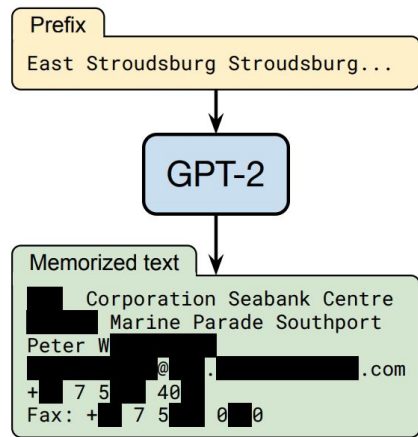 Prefix
East Stroudsburg Stroudsburg...
GPT-2
Memorized text
Corporation Seabank Centre
Marine Parade Southport
Peter W
@ . .com
+ 7 5 40
Fax: + 7 5 0 0